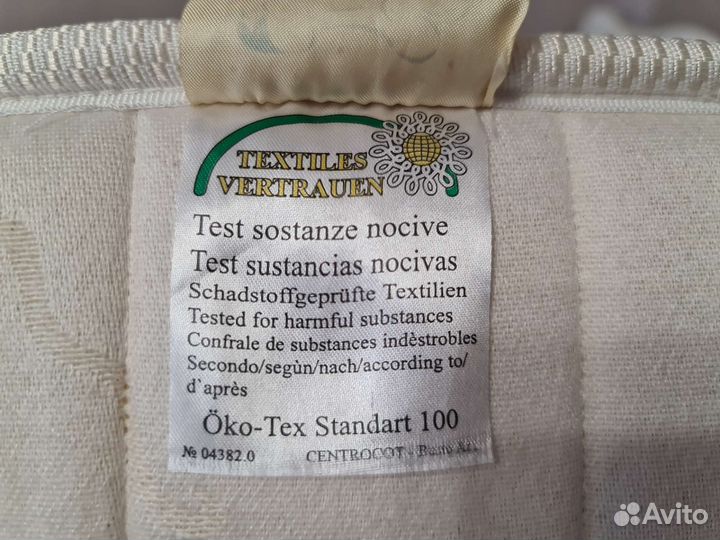 TEXTILES
VERTRAUEN
Test sostanze nocive
Test sustancias nocivas
Schadstoffgeprüfte Textilien
Tested for harmful substances
Confrale de substances indèstrobles
Secondo/segùn/nach/according to/
d`après
Öko-Tex Standart 100
№ 04382.0 CENTROCOT - Busto
Avito